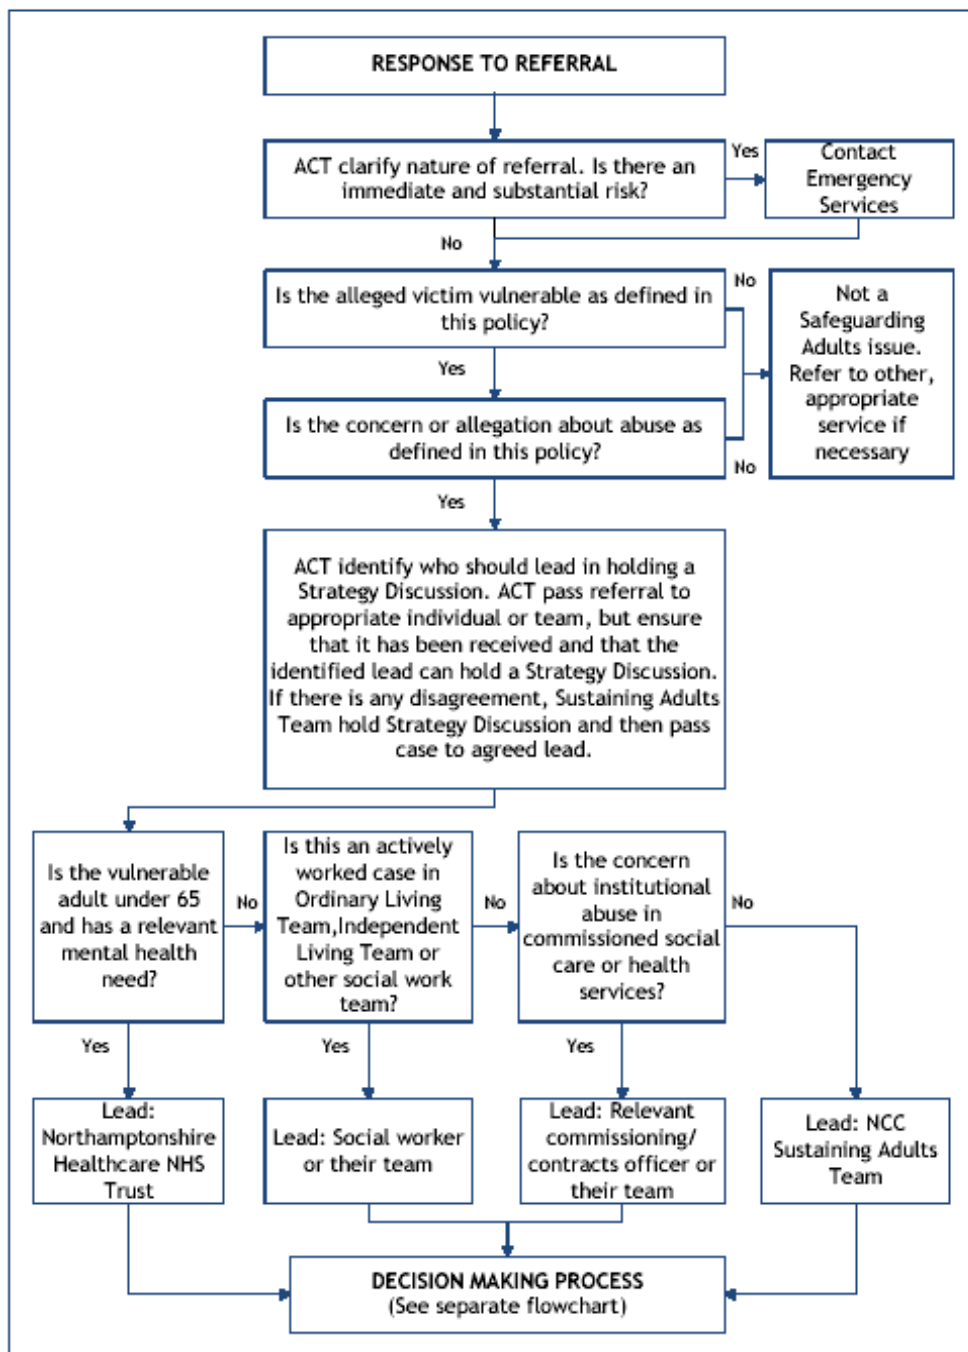 RESPONSE TO REFERRAL
ACT clarify nature of referral. Is there an
immediate and substantial risk?
Yes
Contact
Emergency
Services
No
Is the alleged victim vulnerable as defined in
this policy?
No
Not a
Safeguarding
Adults issue.
Refer to other,
appropriate
service if
necessary
Yes
Is the concern or allegation about abuse as
defined in this policy?
No
Yes
ACT identify who should lead in holding a
Strategy Discussion. ACT pass referral to
appropriate individual or team, but ensure
that it has been received and that the
identified lead can hold a Strategy Discussion.
If there is any disagreement, Sustaining Adults
Team hold Strategy Discussion and then pass
case to agreed lead.
Is the vulnerable
adult under 65
and has a relevant
mental health
need?
No
Is this an actively
worked case in
Ordinary Living
Team,Independent
Living Team or
other social work
team?
No
Is the concern
about institutional
abuse in
commissioned social
care or health
services?
No
Yes
Yes
Yes
Lead:
Northamptonshire
Healthcare NHS
Trust
Lead: Social worker
or their team
Lead: Relevant
commissioning/
contracts officer or
their team
Lead: NCC
Sustaining Adults
Team
DECISION MAKING PROCESS
(See separate flowchart)